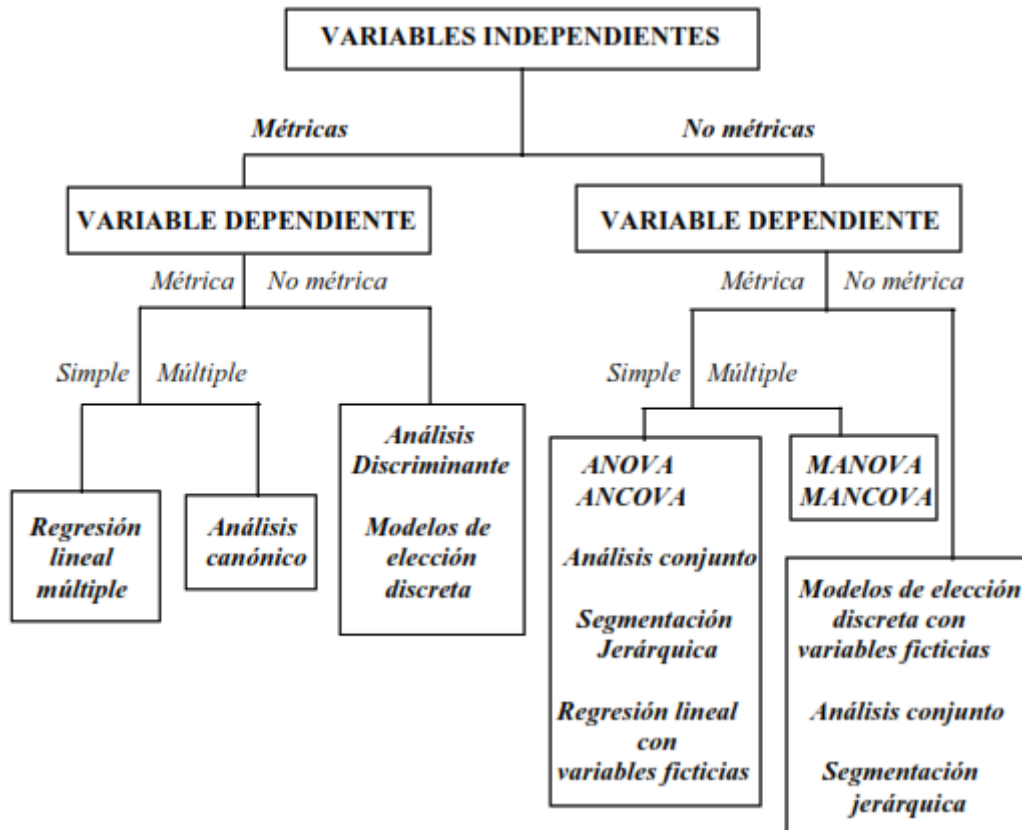 VARIABLES INDEPENDIENTES
Métricas
No métricas
VARIABLE DEPENDIENTE
VARIABLE DEPENDIENTE
Métrica
No métrica
Métrica
No métrica
Simple
Múltiple
Simple
Múltiple
Regresión
lineal
múltiple
Análisis
canónico
Análisis
Discriminante
Modelos de
elección
discreta
ANOVA
ANCOVA
Análisis conjunto
Segmentación
Jerárquica
Regresión lineal
con
variables ficticias
MANOVA
MANCOVA
Modelos de elección
discreta con
variables ficticias
Análisis conjunto
Segmentación
jerárquica